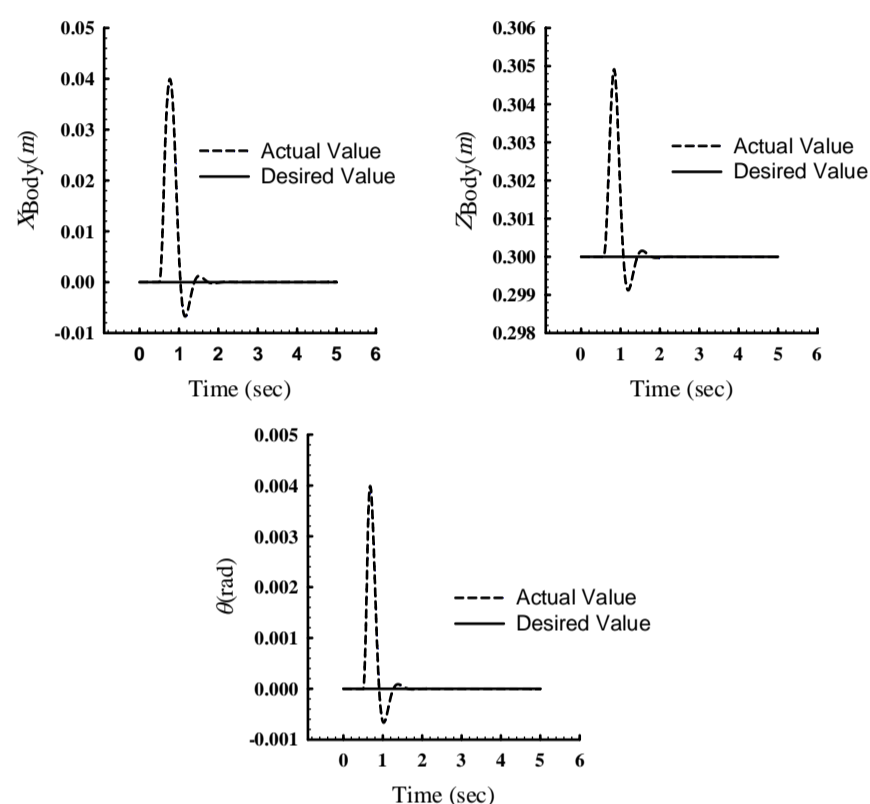 0.05
0.04
0.03
0.02
0.01
0.00
-0.01
XBody(m)
Actual Value
Desired Value
0 1 2 3 4 5 6
Time (sec)
0.306
0.305
0.304
0.303
0.302
0.301
0.300
0.299
0.298
ZBody(m)
Actual Value
Desired Value
0 1 2 3 4 5 6
Time (sec)
0.005
0.004
0.003
0.002
0.001
0.000
-0.001
θ(rad)
Actual Value
Desired Value
0 1 2 3 4 5 6
Time (sec)